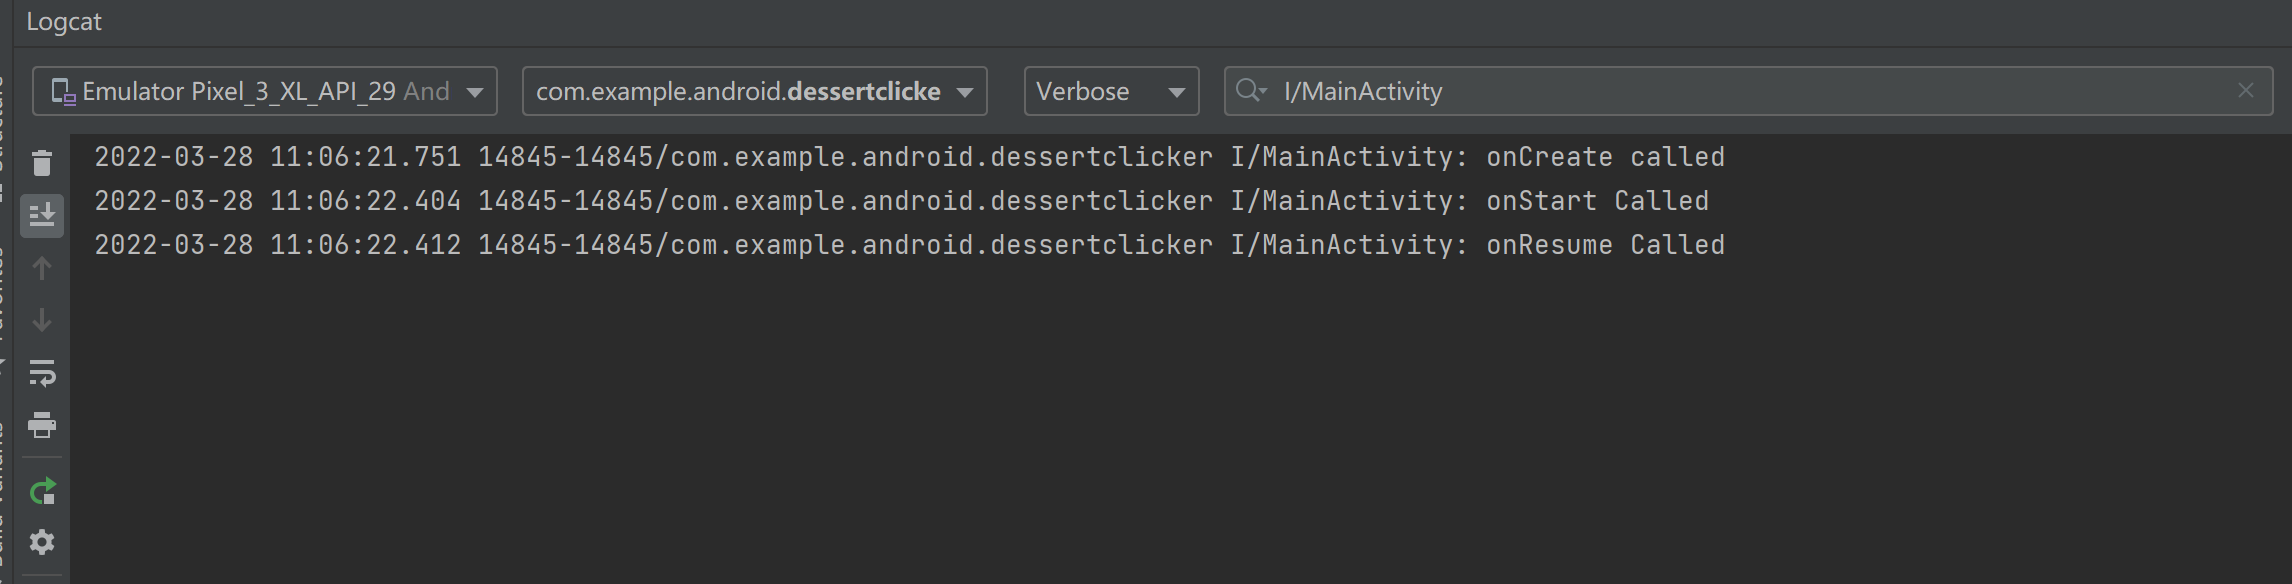 Logcat
Emulator Pixel_3_XL_API_29 And
com.example.android.dessertclicke
Verbose
I/MainActivity
2022-03-28 11:06:21.751 14845-14845/com.example.android.dessertclicker I/MainActivity: onCreate called
2022-03-28 11:06:22.404 14845-14845/com.example.android.dessertclicker I/MainActivity: onStart Called
2022-03-28 11:06:22.412 14845-14845/com.example.android.dessertclicker I/MainActivity: onResume Called